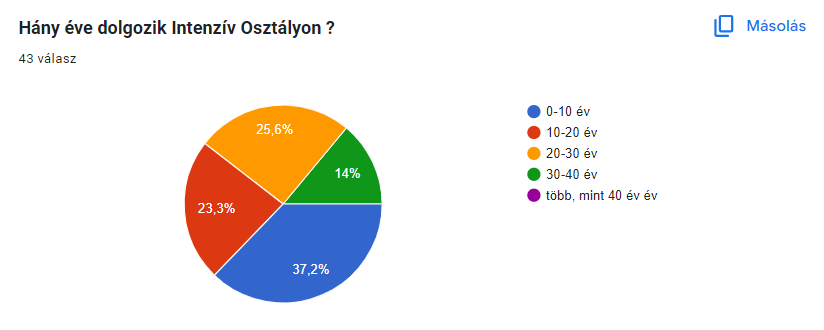 Hány éve dolgozik Intenzív Osztályon ?
Másolás
43 válasz
25,6%
14%
23,3%
37,2%
0-10 év
10-20 év
20-30 év
30-40 év
több, mint 40 év év